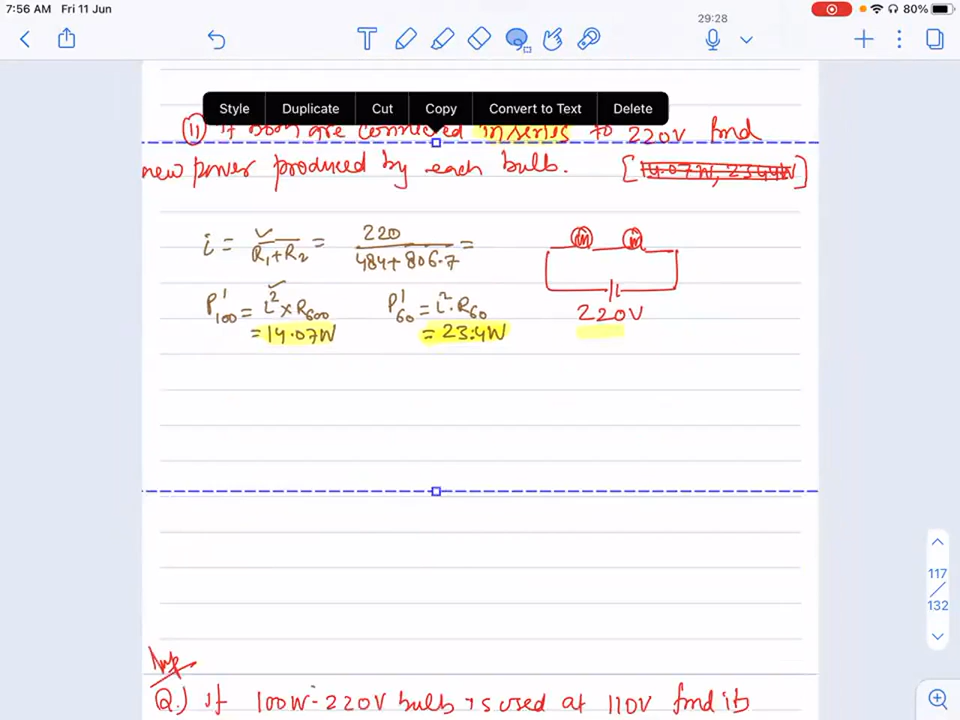 7:56 AM Fri 11 Jun
80%
29:28
Style Duplicate Cut Copy Convert to Text Delete
(ii) if both are connected in series to 220V find
new power produced by each bulb. [14.07W, 23.44W]
i = V / R₁+R₂ = 220 / 484+806.7 =
P'₁₀₀ = i² × R₆₀₀ P'₆₀ = i². R₆₀
= 14.07W = 23.4W
220V
117
/
132
Imp
Q.) if 100W-220V bulb is used at 110V find its